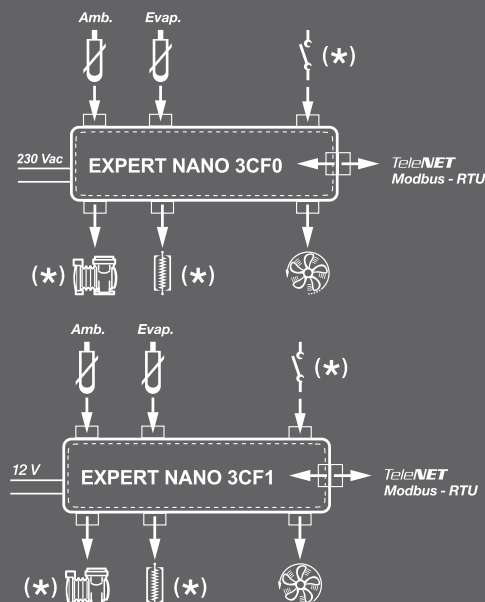 Amb. Evap.
(*)
230 Vac EXPERT NANO 3CF0 TeleNET
Modbus - RTU
(*) (*)
Amb. Evap.
(*)
12 V EXPERT NANO 3CF1 TeleNET
Modbus - RTU
(*) (*)